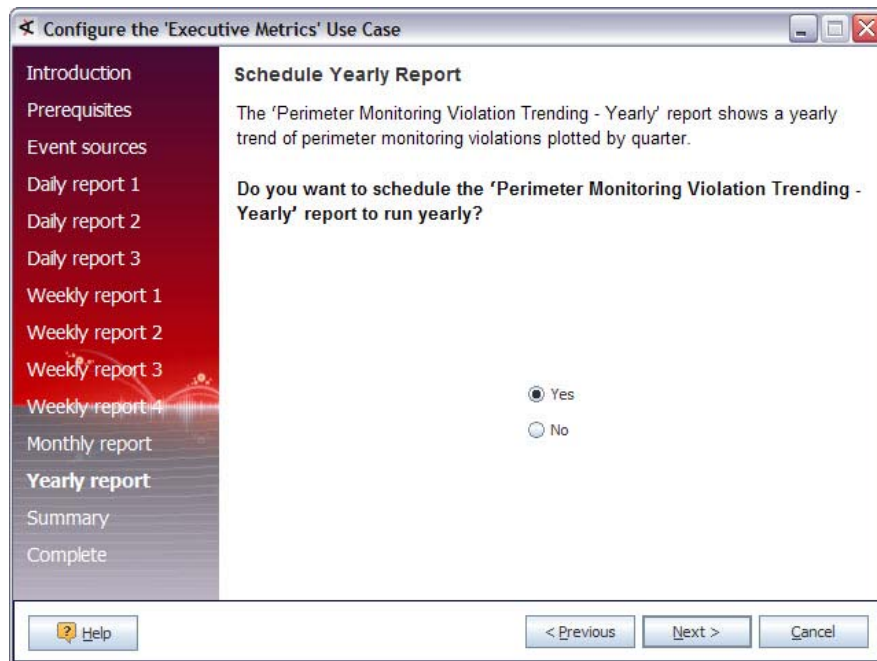 Configure the 'Executive Metrics' Use Case
Introduction
Prerequisites
Event sources
Daily report 1
Daily report 2
Daily report 3
Weekly report 1
Weekly report 2
Weekly report 3
Weekly report 4
Monthly report
Yearly report
Summary
Complete
Schedule Yearly Report
The 'Perimeter Monitoring Violation Trending - Yearly' report shows a yearly
trend of perimeter monitoring violations plotted by quarter.
Do you want to schedule the 'Perimeter Monitoring Violation Trending -
Yearly' report to run yearly?
Yes
No
Help
< Previous
Next >
Cancel